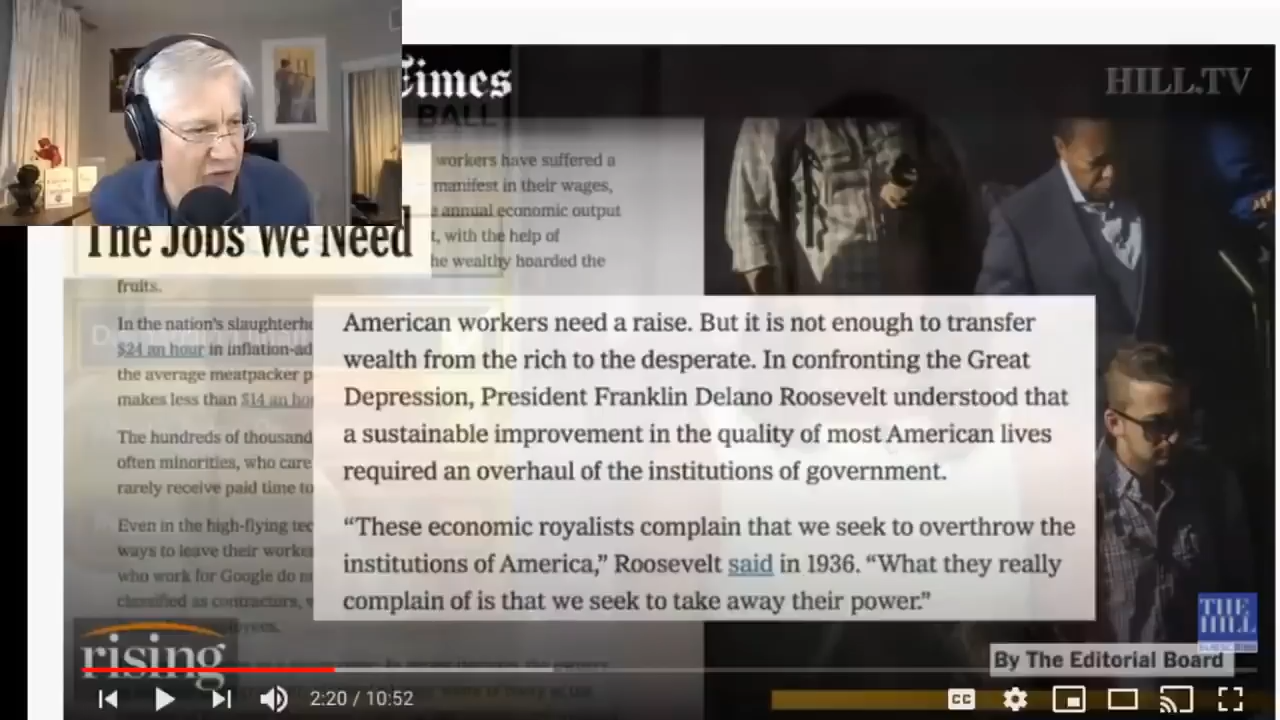 Times
HILL.TV
BALL
workers have suffered a
manifest in their wages,
annual economic output
t, with the help of
he wealthy hoarded the
fruits.
The Jobs We Need
In the nation's slaughterh
$24 an hour in inflation-ad
the average meatpacker p
makes less than $14 an ho
The hundreds of thousand
often minorities, who care
rarely receive paid time to
Even in the high-flying tec
ways to leave their worke
who work for Google do n
classified as contractors,
American workers need a raise. But it is not enough to transfer
wealth from the rich to the desperate. In confronting the Great
Depression, President Franklin Delano Roosevelt understood that
a sustainable improvement in the quality of most American lives
required an overhaul of the institutions of government.
“These economic royalists complain that we seek to overthrow the
institutions of America,” Roosevelt said in 1936. “What they really
complain of is that we seek to take away their power.”
rising
THE
HILL
SUBSCRIBE
By The Editorial Board
2:20 / 10:52
CC